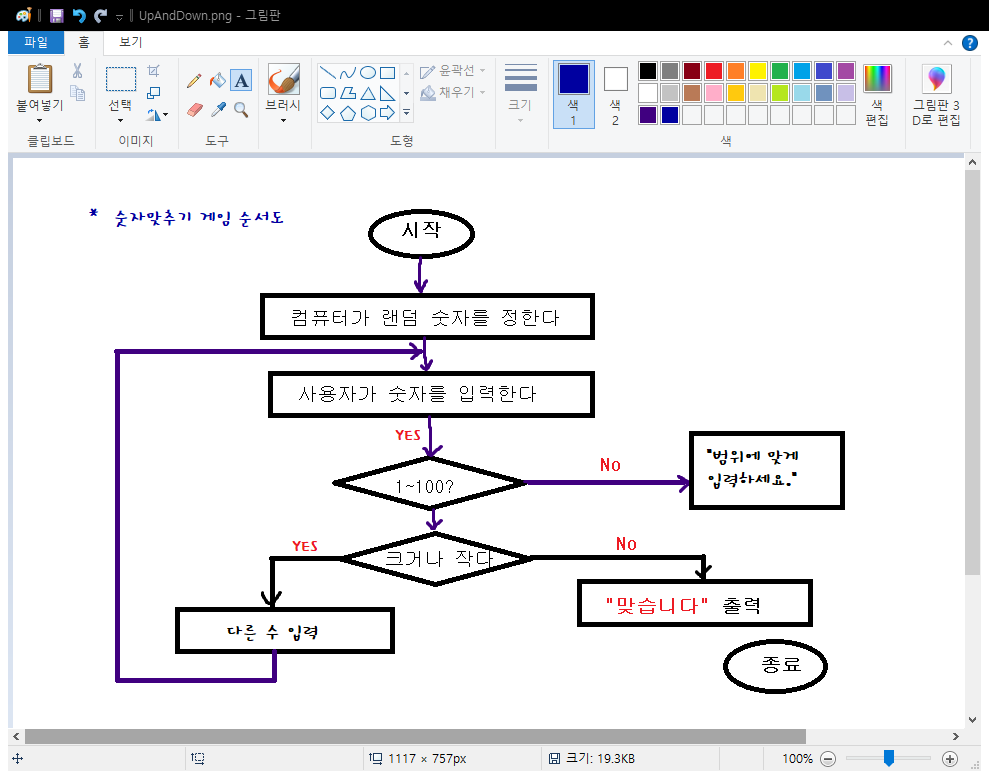 UpAndDown.png - 그림판
파일 홈 보기
붙여넣기
선택
A
브러시
윤곽선
채우기
크기
색 1
색 2
색 편집
그림판 3D로 편집
클립보드 이미지 도구 도형 색
* 숫자맞추기 게임 순서도
시작
컴퓨터가 랜덤 숫자를 정한다
사용자가 숫자를 입력한다
YES
1~100?
No
"범위에 맞게
입력하세요."
YES
크거나 작다
No
다른 수 입력
"맞습니다" 출력
종료
1117 × 757px
크기: 19.3KB
100%